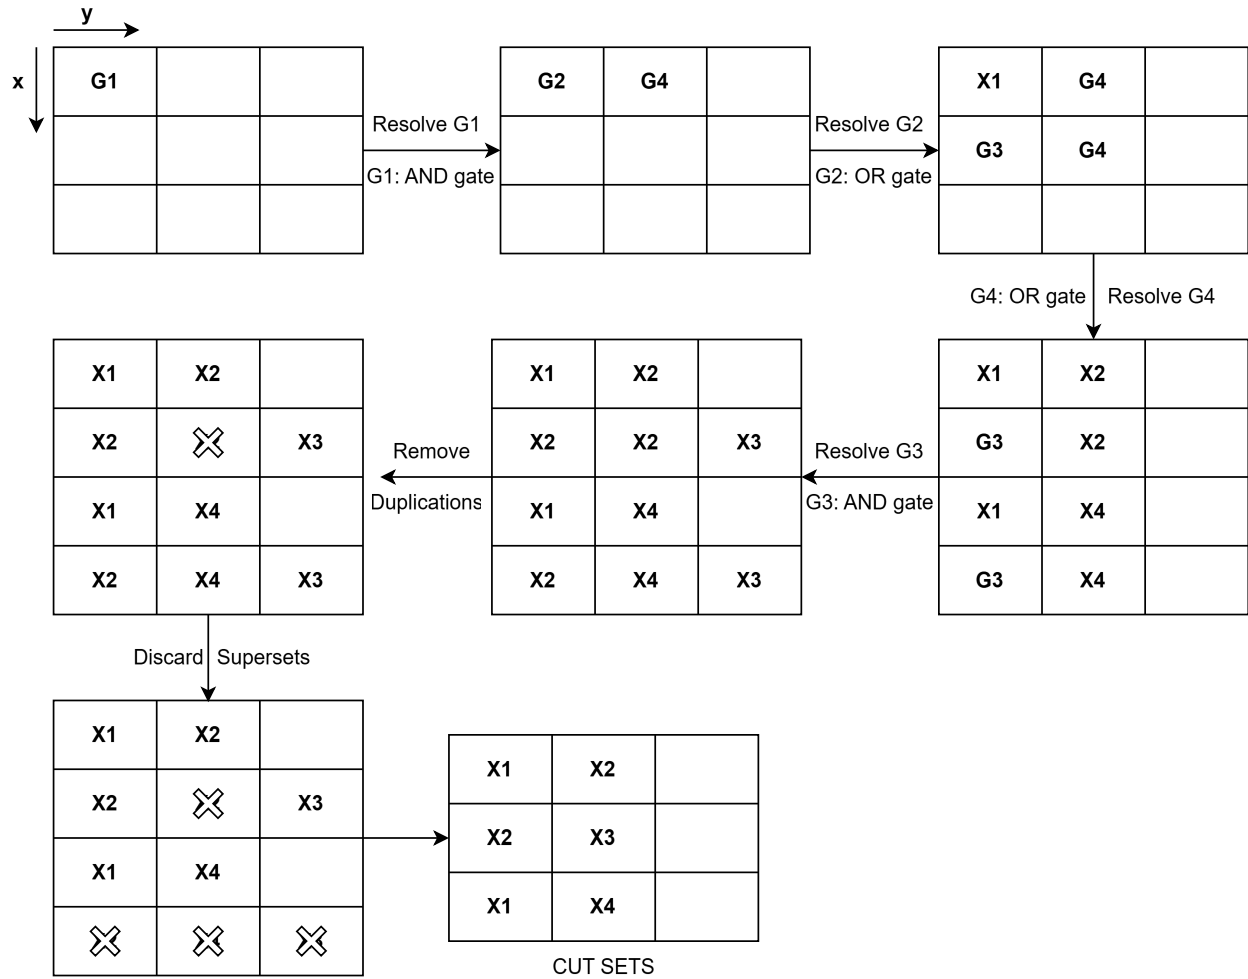 y
x
G1
Resolve G1
G1: AND gate
G2 G4
Resolve G2
G2: OR gate
X1 G4
G3 G4
G4: OR gate Resolve G4
X1 X2
G3 X2
X1 X4
G3 X4
Resolve G3
G3: AND gate
X1 X2
X2 X2 X3
X1 X4
X2 X4 X3
Remove
Duplications
X1 X2
X2 X3
X1 X4
X2 X4 X3
Discard Supersets
X1 X2
X2 X3
X1 X4
X1 X2
X2 X3
X1 X4
CUT SETS